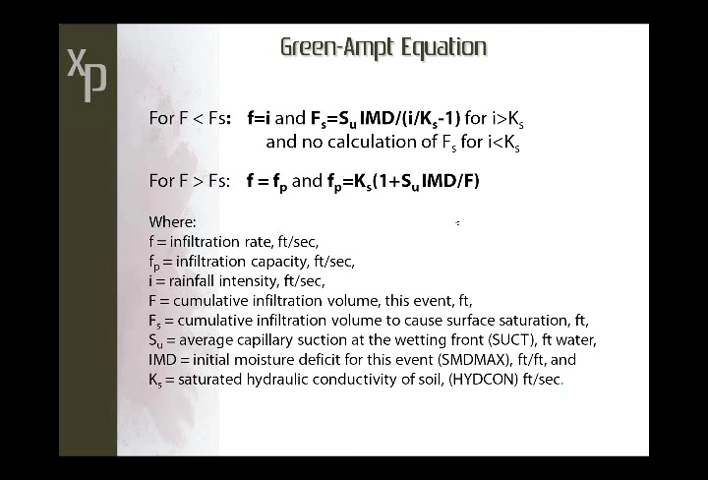 Green-Ampt Equation
xp
For F < Fs: f=i and Fs=Su IMD/(i/Ks-1) for i>Ks
and no calculation of Fs for i<Ks
For F > Fs: f = fp and fp=Ks(1+Su IMD/F)
Where:
f = infiltration rate, ft/sec,
fp = infiltration capacity, ft/sec,
i = rainfall intensity, ft/sec,
F = cumulative infiltration volume, this event, ft,
Fs = cumulative infiltration volume to cause surface saturation, ft,
Su = average capillary suction at the wetting front (SUCT), ft water,
IMD = initial moisture deficit for this event (SMDMAX), ft/ft, and
Ks = saturated hydraulic conductivity of soil, (HYDCON) ft/sec.